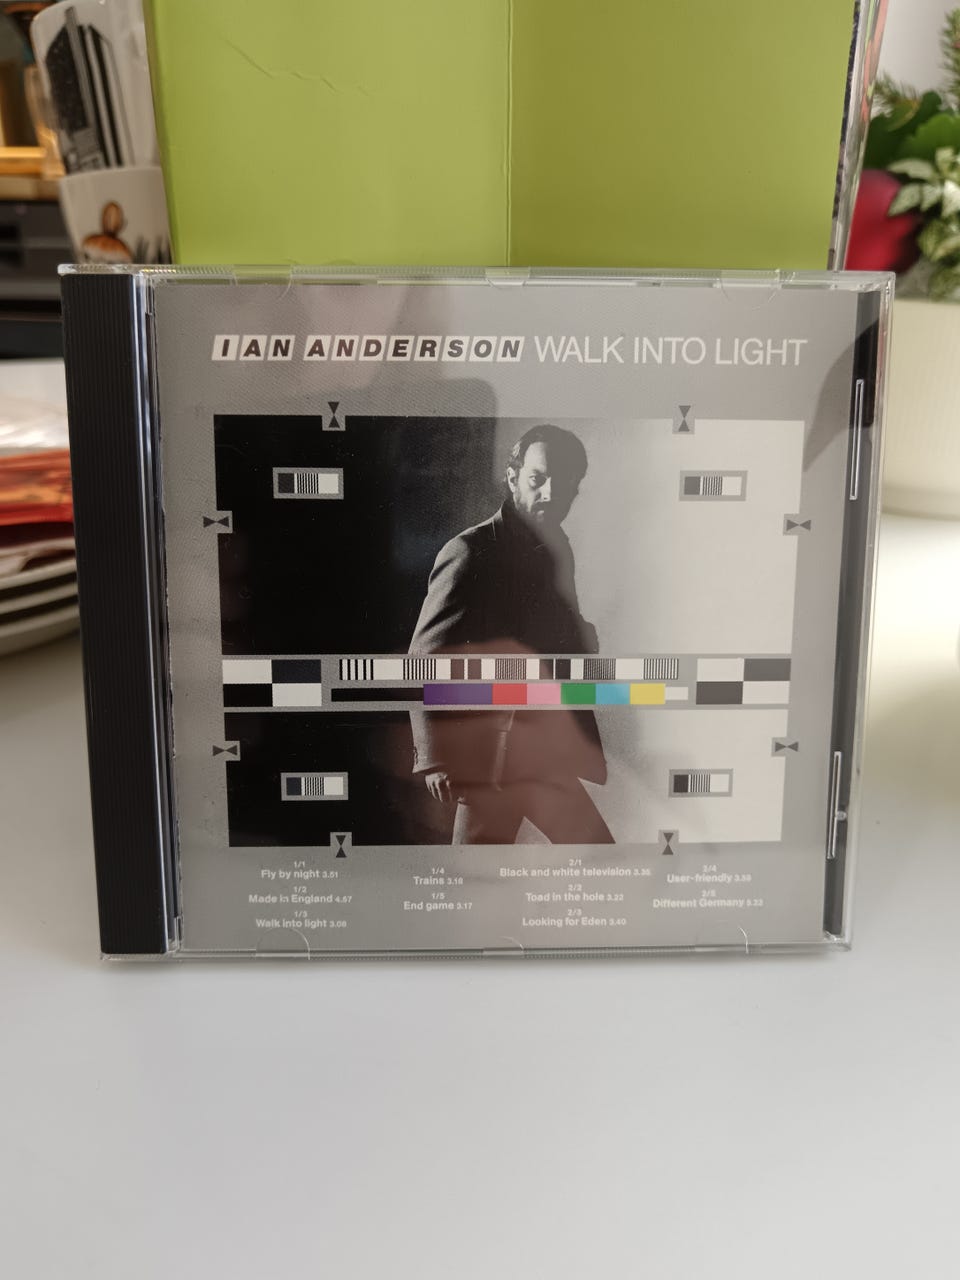 IAN ANDERSON WALK INTO LIGHT
1/1
Fly by night 3.51
1/2
Made in England 4.57
1/3
Walk into light 3.08
1/4
Trains 3.18
1/5
End game 3.17
2/1
Black and white television 3.35
2/2
Toad in the hole 3.22
2/3
Looking for Eden 3.40
2/4
User-friendly 3.59
2/5
Different Germany 5.22